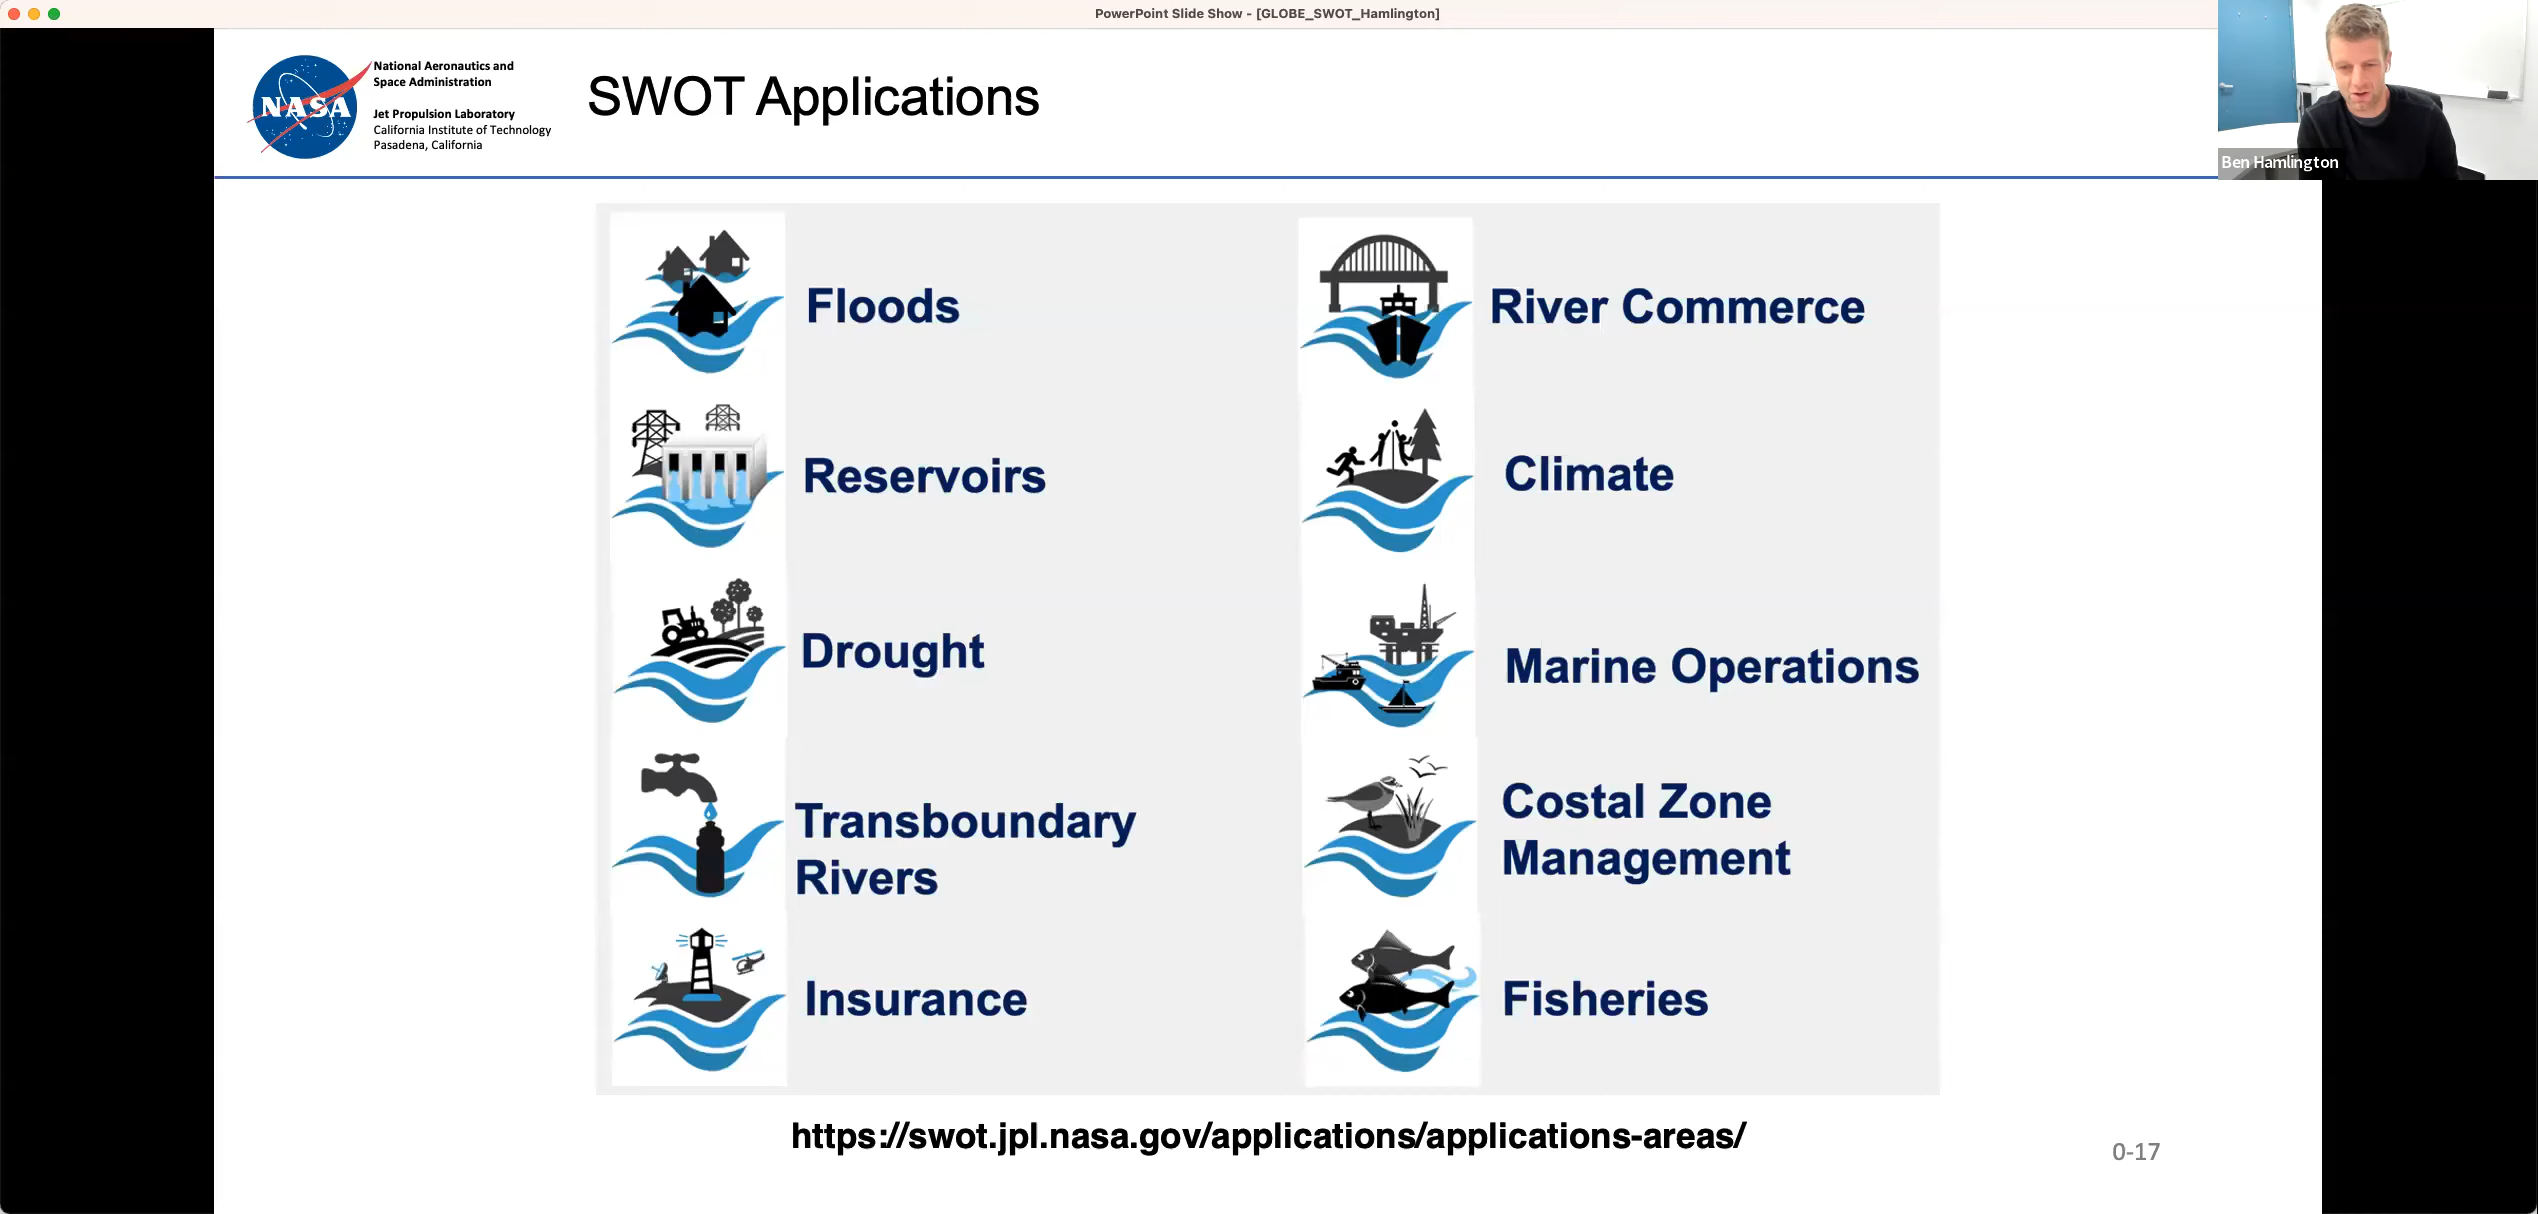 PowerPoint Slide Show - [GLOBE_SWOT_Hamlington]
NASA
National Aeronautics and
Space Administration
Jet Propulsion Laboratory
California Institute of Technology
Pasadena, California
SWOT Applications
Ben Hamlington
Floods
Reservoirs
Drought
Transboundary
Rivers
Insurance
River Commerce
Climate
Marine Operations
Costal Zone
Management
Fisheries
https://swot.jpl.nasa.gov/applications/applications-areas/
0-17